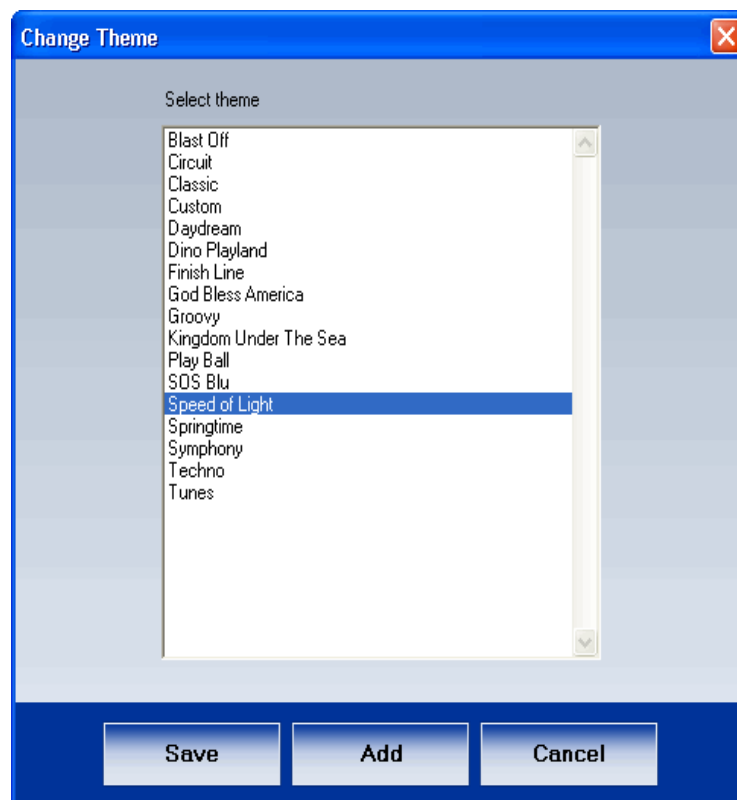 Change Theme
Select theme
Blast Off
Circuit
Classic
Custom
Daydream
Dino Playland
Finish Line
God Bless America
Groovy
Kingdom Under The Sea
Play Ball
SOS Blu
Speed of Light
Springtime
Symphony
Techno
Tunes
Save Add Cancel